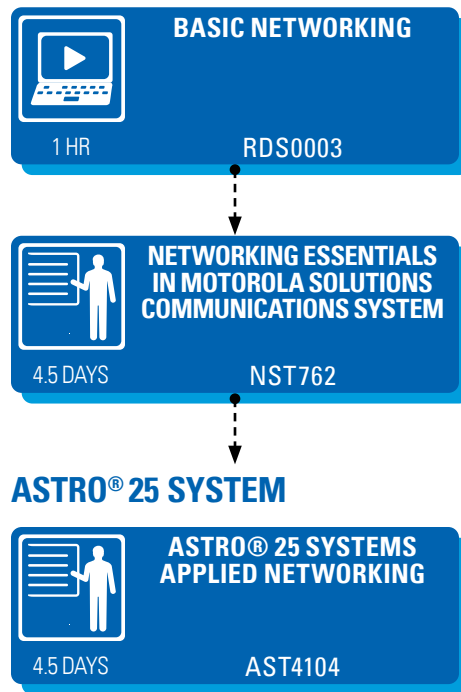 BASIC NETWORKING
1 HR
RDS0003
NETWORKING ESSENTIALS
IN MOTOROLA SOLUTIONS
COMMUNICATIONS SYSTEM
4.5 DAYS
NST762
ASTRO® 25 SYSTEM
ASTRO® 25 SYSTEMS
APPLIED NETWORKING
4.5 DAYS
AST4104